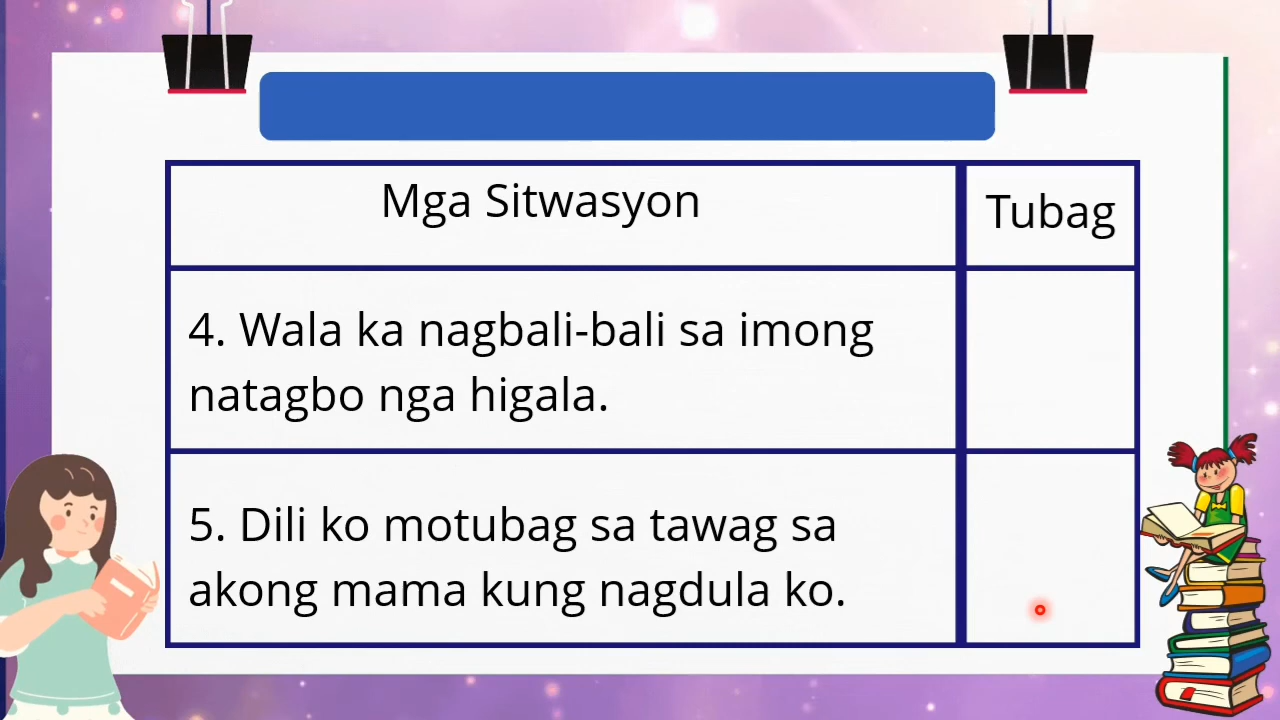 Mga Sitwasyon
Tubag
4. Wala ka nagbali-bali sa imong
natagbo nga higala.
5. Dili ko motubag sa tawag sa
akong mama kung nagdula ko.